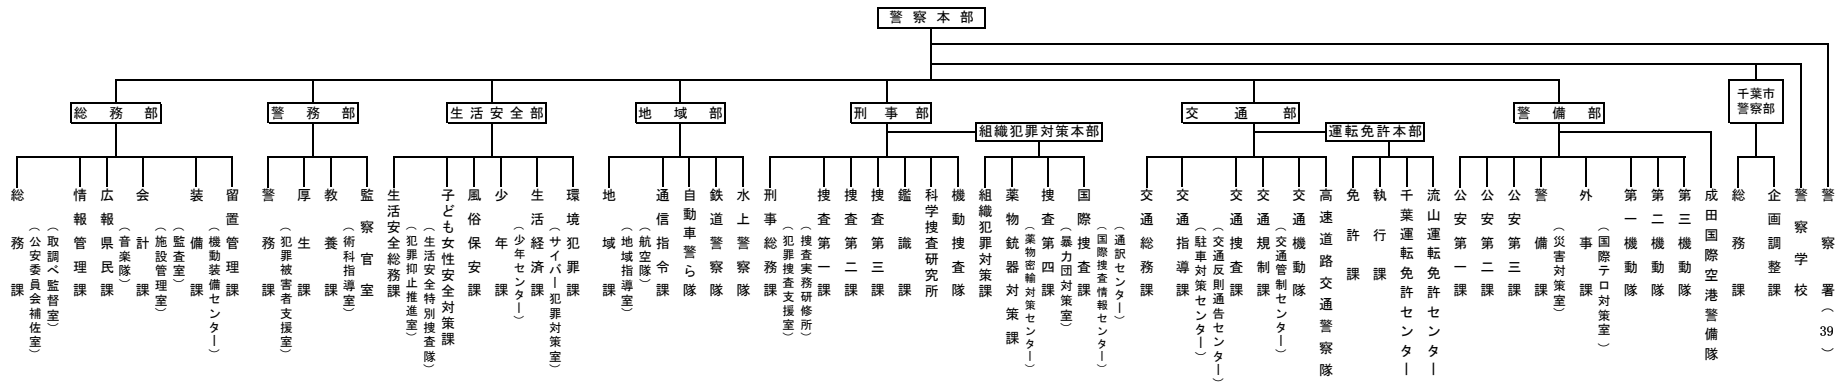 警察本部
総務部
警務部
生活安全部
地域部
刑事部
組織犯罪対策本部
交通部
運転免許本部
警備部
千葉市
警察部
総務課
（公安委員会補佐室）
（取調べ監督室）
情報管理課
広報県民課
（音楽隊）
会計課
（施設管理室）
（監査室）
装備課
（機動装備センター）
留置管理課
警務課
（犯罪被害者支援室）
厚生課
教養課
（術科指導室）
監察官室
生活安全総務課
（犯罪抑止推進室）
（生活安全特別捜査隊）
子ども女性安全対策課
風俗保安課
少年課
（少年センター）
生活経済課
（サイバー犯罪対策室）
環境犯罪課
地域課
（地域指導室）
（航空隊）
通信指令課
自動車警ら隊
鉄道警察隊
水上警察隊
刑事総務課
（犯罪捜査支援室）
（捜査実務研修所）
捜査第一課
捜査第二課
捜査第三課
鑑識課
科学捜査研究所
機動捜査隊
組織犯罪対策課
薬物銃器対策課
（薬物密輸対策センター）
捜査第四課
（暴力団対策室）
国際捜査課
（国際捜査情報センター）
（通訳センター）
交通総務課
交通指導課
（駐車対策センター）
（交通反則通告センター）
交通捜査課
交通規制課
（交通管制センター）
交通機動隊
高速道路交通警察隊
免許課
執行課
千葉運転免許センター
流山運転免許センター
公安第一課
公安第二課
公安第三課
警備課
（災害対策室）
外事課
（国際テロ対策室）
第一機動隊
第二機動隊
第三機動隊
成田国際空港警備隊
総務課
企画調整課
警察学校
警察署（39）